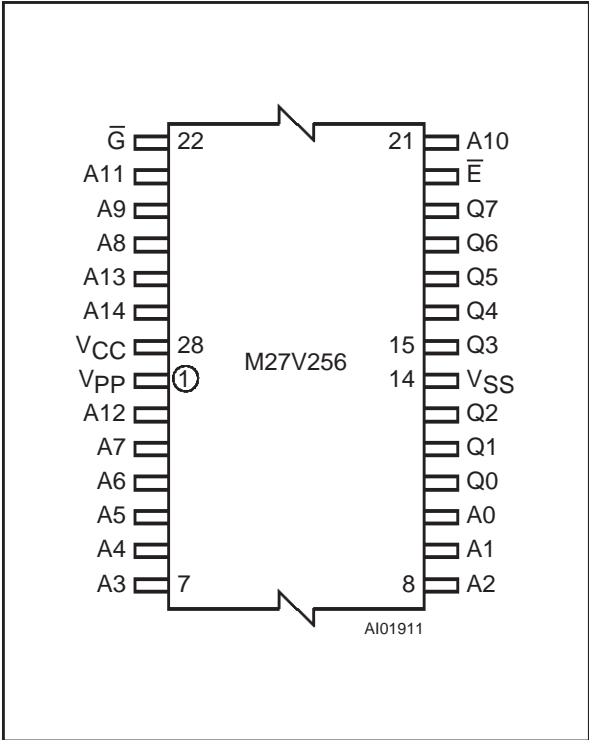 G̅ 22 21 A10
A11 E̅
A9 Q7
A8 Q6
A13 Q5
A14 Q4
VCC 28 15 Q3
M27V256
VPP 1 14 VSS
A12 Q2
A7 Q1
A6 Q0
A5 A0
A4 A1
A3 7 8 A2
AI01911